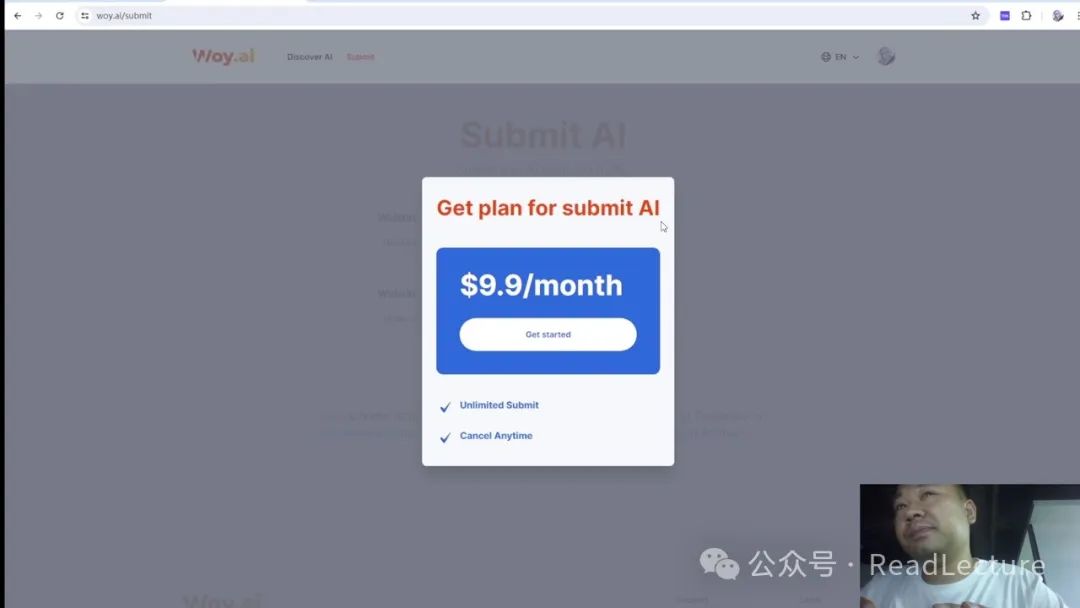 woy.ai/submit
Woy.ai
Discover AI
Submit
EN
Submit AI
Get plan for submit AI
$9.9/month
Get started
Unlimited Submit
Cancel Anytime
公众号 · ReadLecture
Woy.ai